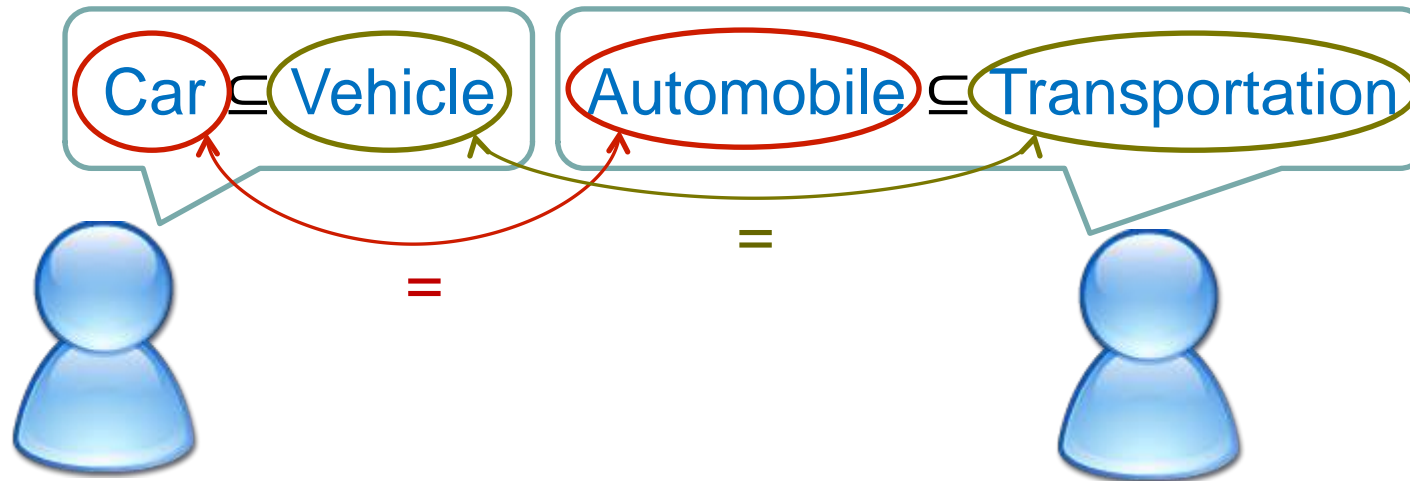 Car ⊆ Vehicle
Automobile ⊆ Transportation
=
=